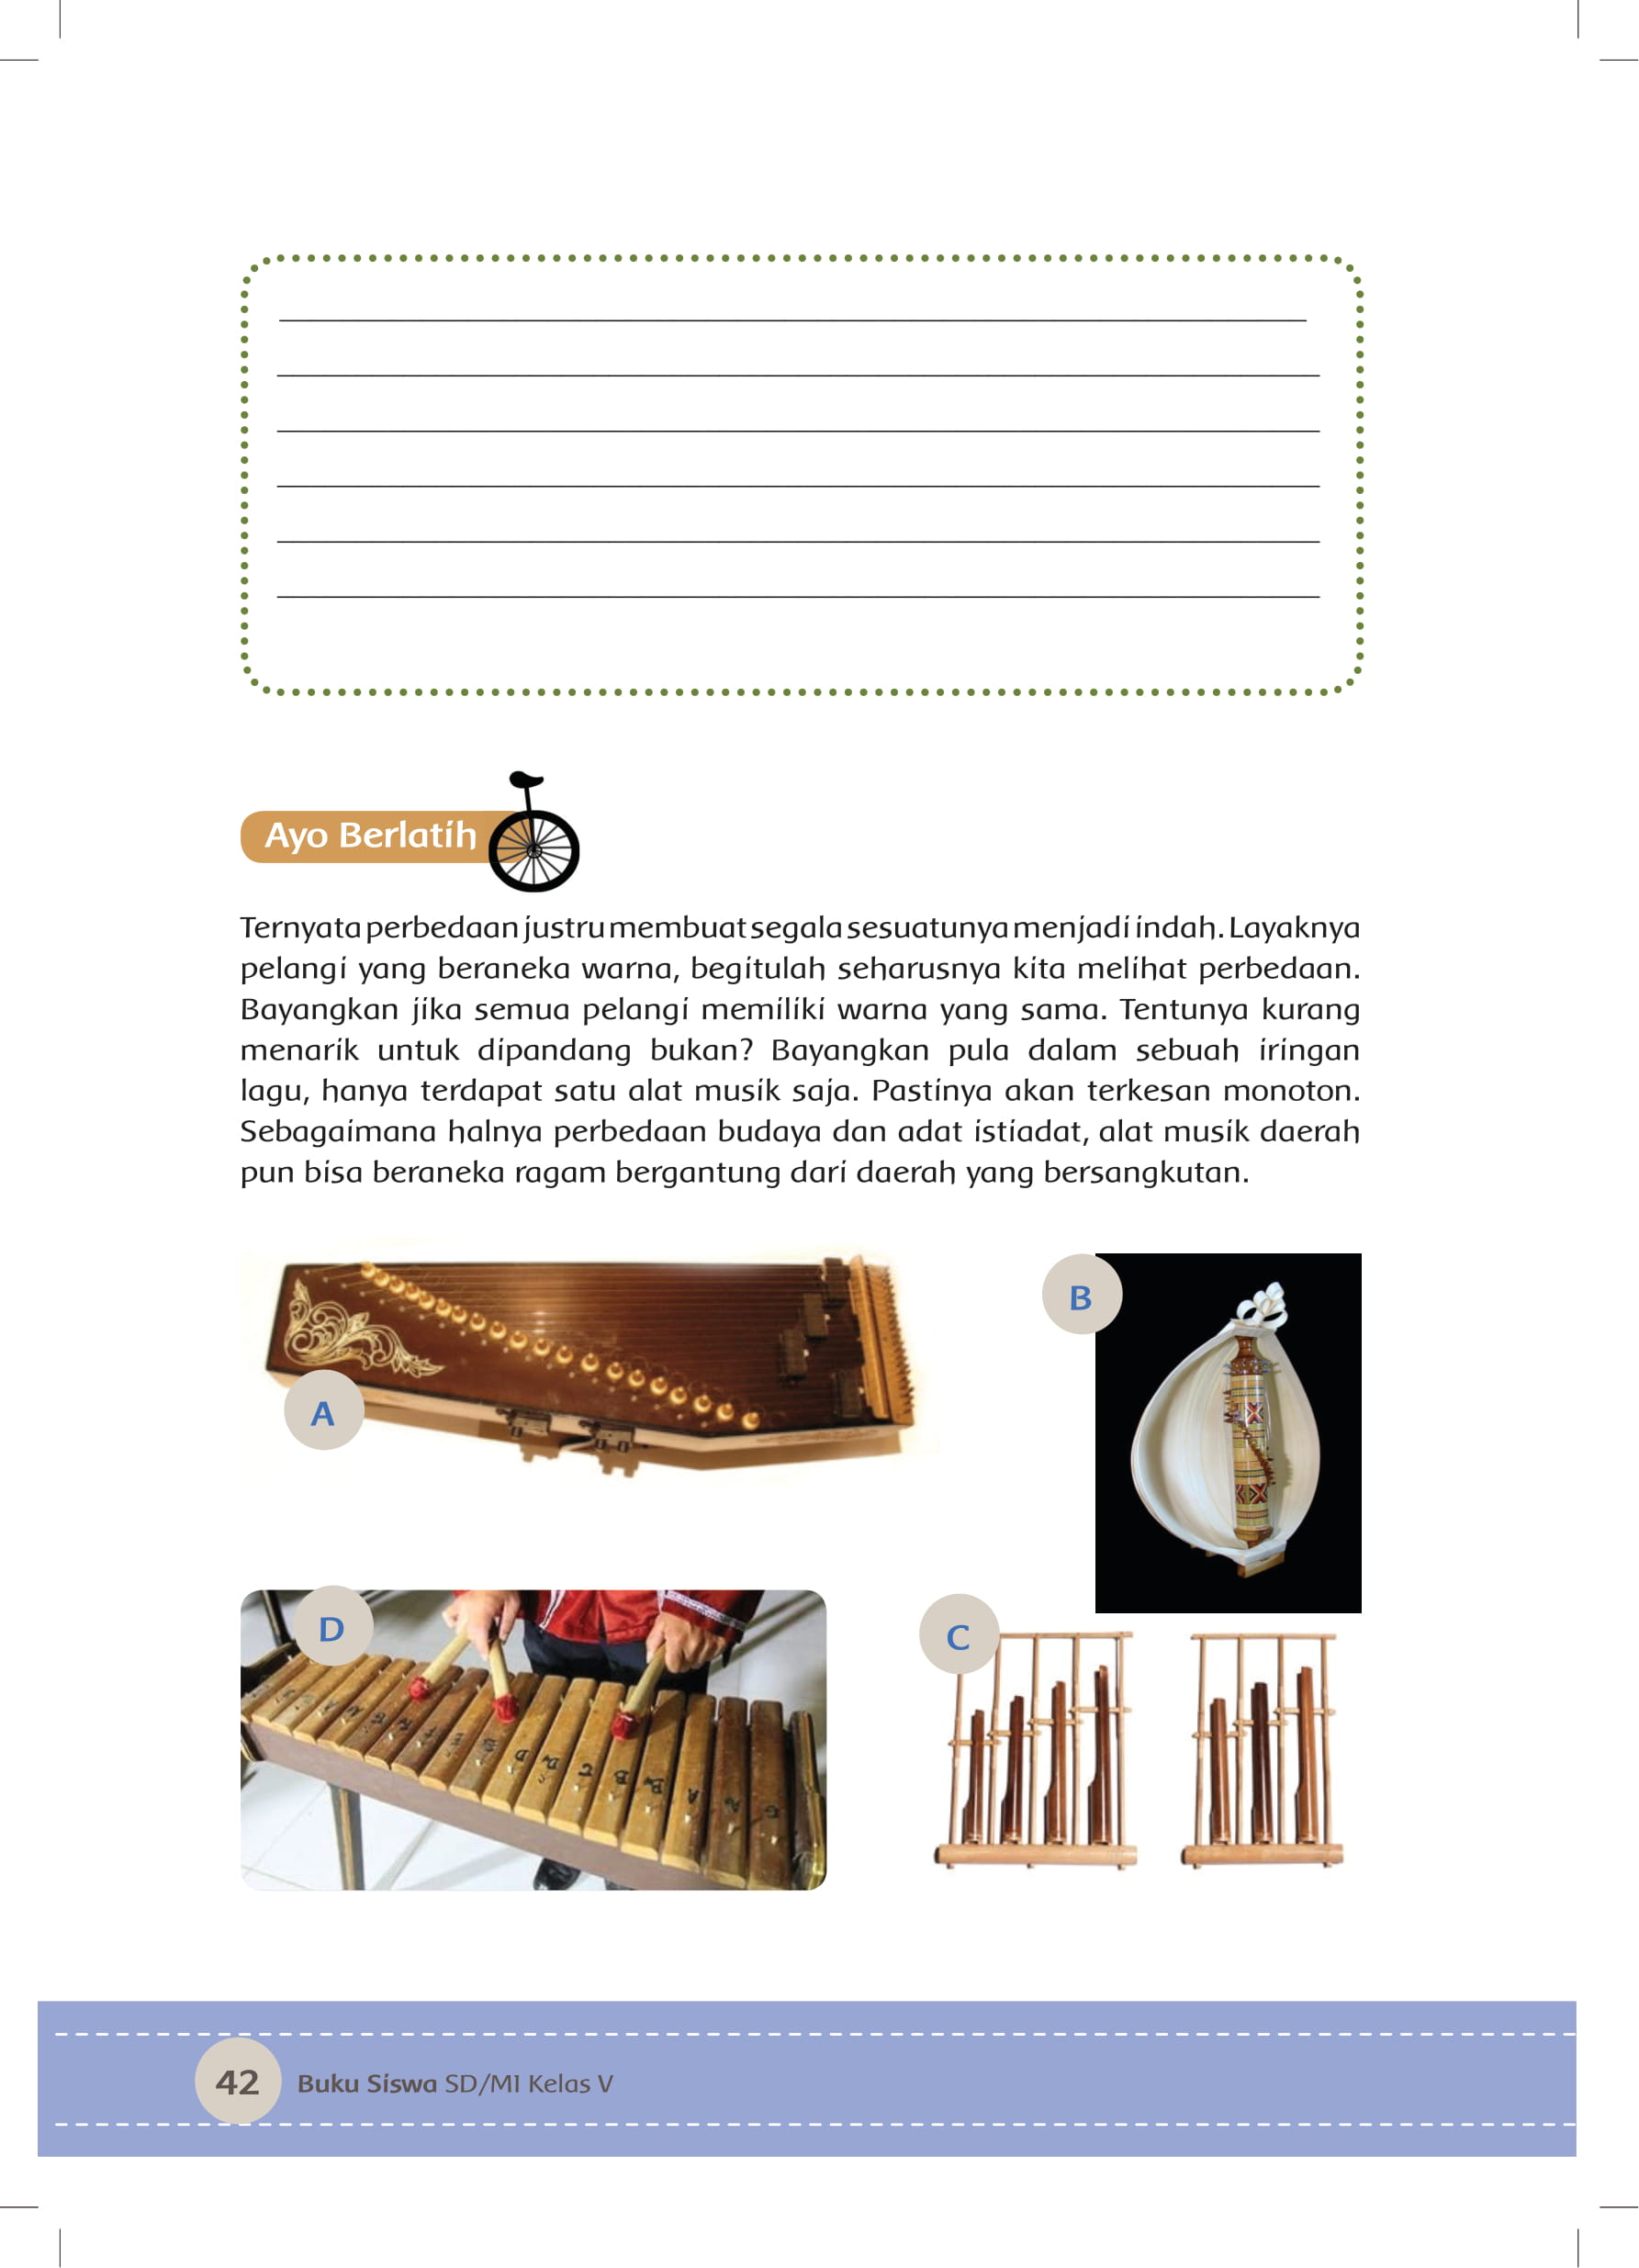 Ayo Berlatih
Ternyata perbedaan justru membuat segala sesuatunya menjadi indah. Layaknya
pelangi yang beraneka warna, begitulah seharusnya kita melihat perbedaan.
Bayangkan jika semua pelangi memiliki warna yang sama. Tentunya kurang
menarik untuk dipandang bukan? Bayangkan pula dalam sebuah iringan
lagu, hanya terdapat satu alat musik saja. Pastinya akan terkesan monoton.
Sebagaimana halnya perbedaan budaya dan adat istiadat, alat musik daerah
pun bisa beraneka ragam bergantung dari daerah yang bersangkutan.
A
B
D
C
42
Buku Siswa SD/MI Kelas V